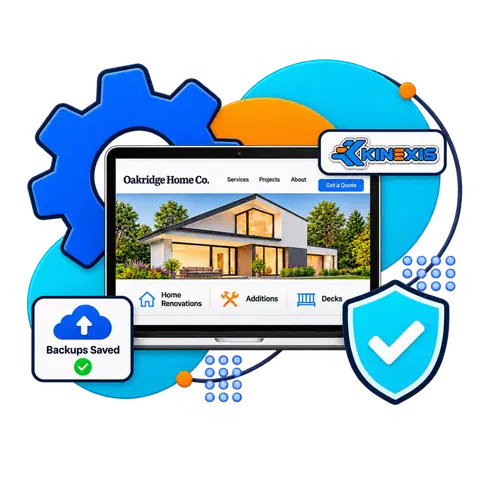 KINEXIS
Oakridge Home Co.
Services
Projects
About
Get a Quote
Home
Renovations
Additions
Decks
Backups Saved